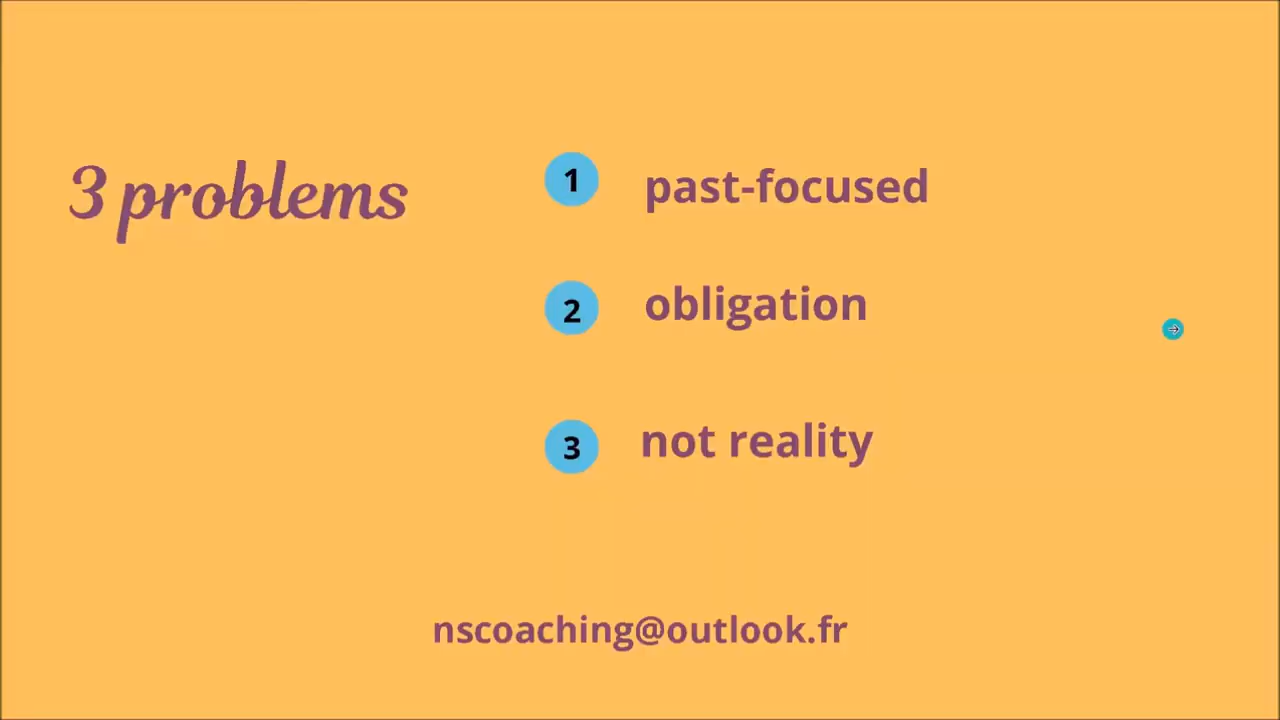 3 problems
1 past-focused
2 obligation
3 not reality
nscoaching@outlook.fr